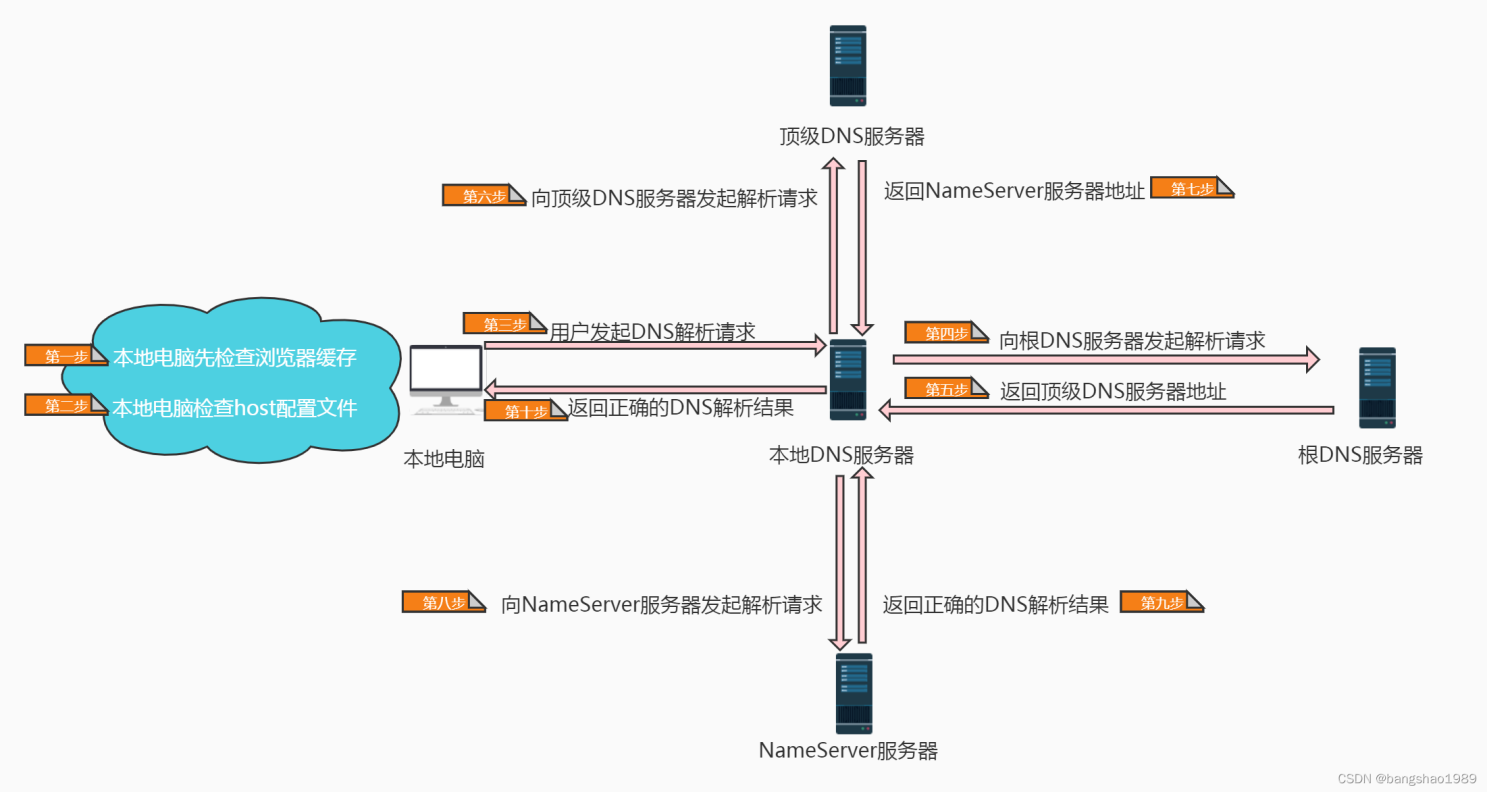 顶级DNS服务器
第六步 向顶级DNS服务器发起解析请求
返回NameServer服务器地址 第七步
第一步 本地电脑先检查浏览器缓存
第二步 本地电脑检查host配置文件
本地电脑
第三步 用户发起DNS解析请求
第十步 返回正确的DNS解析结果
本地DNS服务器
第四步 向根DNS服务器发起解析请求
第五步 返回顶级DNS服务器地址
根DNS服务器
第八步 向NameServer服务器发起解析请求
返回正确的DNS解析结果 第九步
NameServer服务器
CSDN @bangshao1989